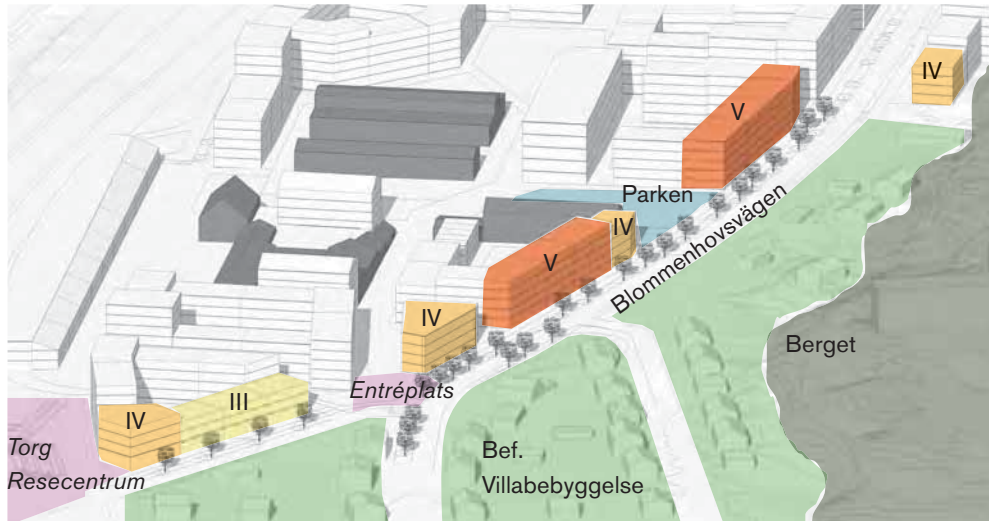 IV
V
Parken
IV
V
Blommenhovsvägen
IV
Berget
Entréplats
III
IV
Torg
Resecentrum
Bef.
Villabebyggelse